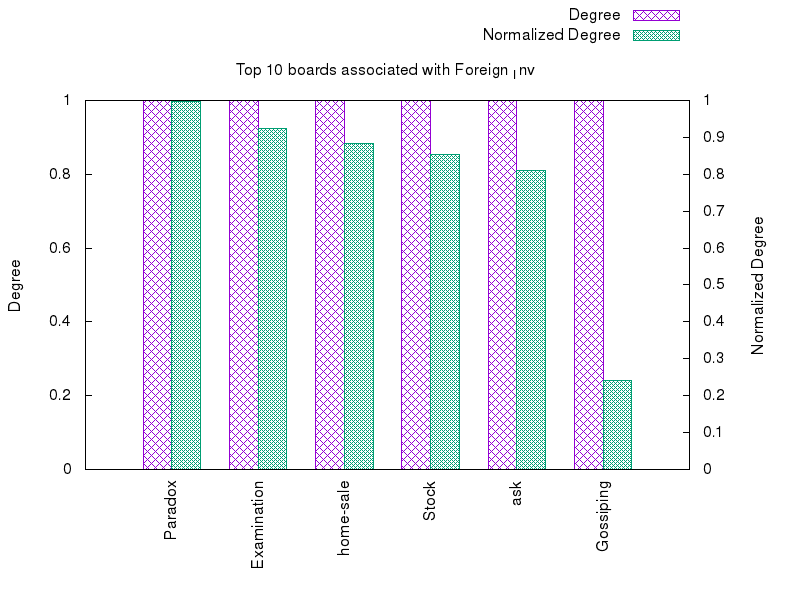 Degree
Normalized Degree
Top 10 boards associated with Foreign Inv
1
0.8
0.6
0.4
0.2
0
1
0.9
0.8
0.7
0.6
0.5
0.4
0.3
0.2
0.1
0
Degree
Normalized Degree
Paradox
Examination
home-sale
Stock
ask
Gossiping